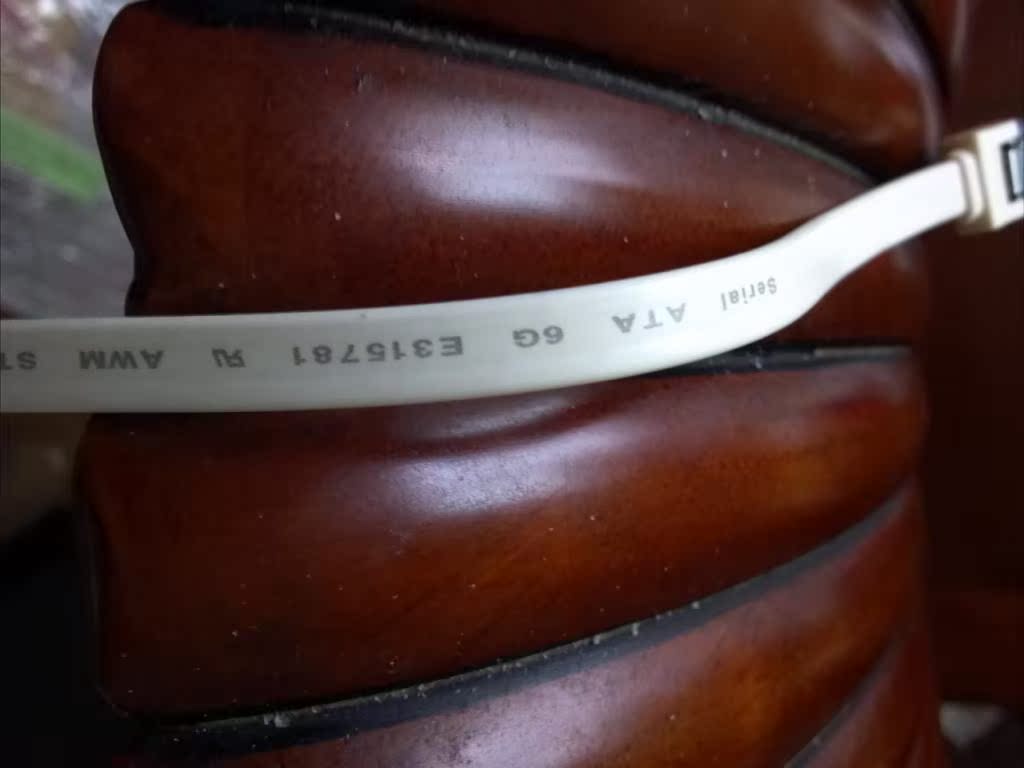 Serial ATA 6G E315781 AWM